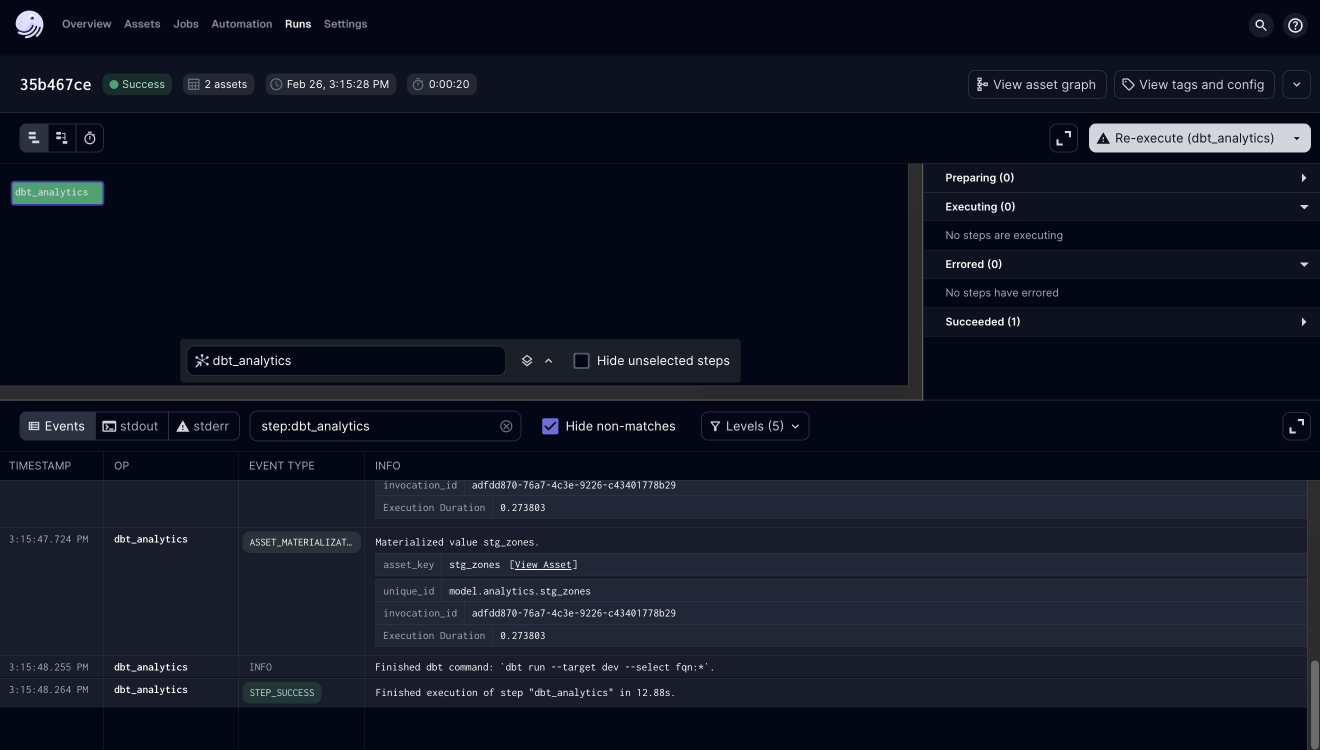 Overview Assets Jobs Automation Runs Settings
35b467ce Success 2 assets Feb 26, 3:15:28 PM 0:00:20 View asset graph View tags and config
Re-execute (dbt_analytics)
dbt_analytics
Preparing (0)
Executing (0)
No steps are executing
Errored (0)
No steps have errored
Succeeded (1)
dbt_analytics Hide unselected steps
Events stdout stderr step:dbt_analytics Hide non-matches Levels (5)
TIMESTAMP OP EVENT TYPE INFO
invocation_id adfdd870-76a7-4c3e-9226-c43401778b29
Execution Duration 0.273803
3:15:47.724 PM dbt_analytics ASSET_MATERIALIZAT… Materialized value stg_zones.
asset_key stg_zones [View Asset]
unique_id model.analytics.stg_zones
invocation_id adfdd870-76a7-4c3e-9226-c43401778b29
Execution Duration 0.273803
3:15:48.255 PM dbt_analytics INFO Finished dbt command: `dbt run --target dev --select fqn:*`.
3:15:48.264 PM dbt_analytics STEP_SUCCESS Finished execution of step "dbt_analytics" in 12.88s.